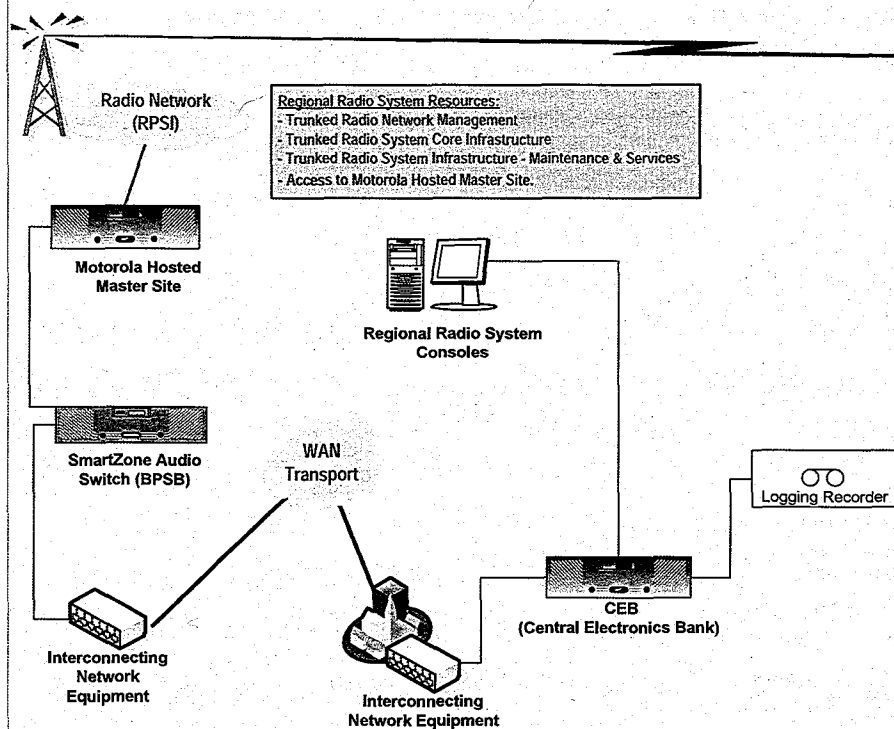 Radio Network
(RPSI)
Regional Radio System Resources:
- Trunked Radio Network Management
- Trunked Radio System Core Infrastructure
- Trunked Radio System Infrastructure - Maintenance & Services
- Access to Motorola Hosted Master Site.
Motorola Hosted
Master Site
Regional Radio System
Consoles
SmartZone Audio
Switch (BPSB)
WAN
Transport
Logging Recorder
CEB
(Central Electronics Bank)
Interconnecting
Network
Equipment
Interconnecting
Network Equipment